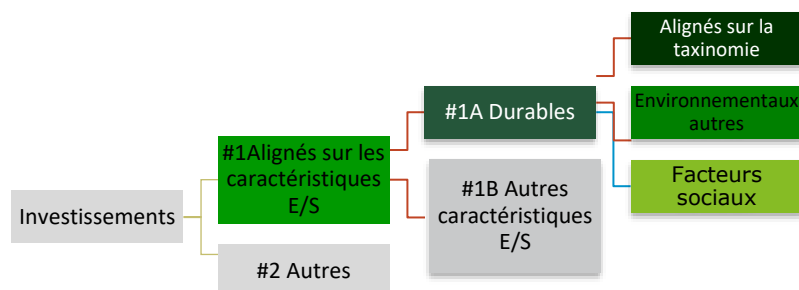 Alignés sur la
taxinomie
#1A Durables
Environnementaux
autres
#1Alignés sur les
caractéristiques
E/S
#1B Autres
caractéristiques
E/S
Facteurs
sociaux
Investissements
#2 Autres